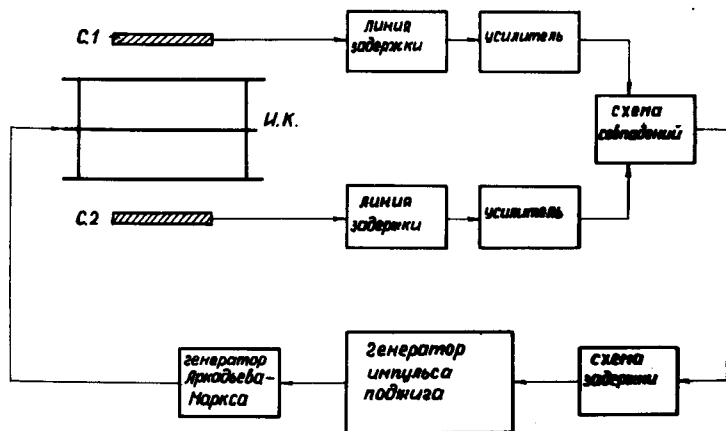 С.1
линия
задержки
усилитель
И.К.
схема
совпадений
С.2
линия
задержки
усилитель
генератор
Аркадьева-
Маркса
генератор
импульса
поджига
схема
задержки